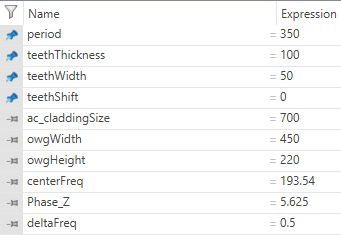 Name Expression
period = 350
teethThickness = 100
teethWidth = 50
teethShift = 0
ac_claddingSize = 700
owgWidth = 450
owgHeight = 220
centerFreq = 193.54
Phase_Z = 5.625
deltaFreq = 0.5